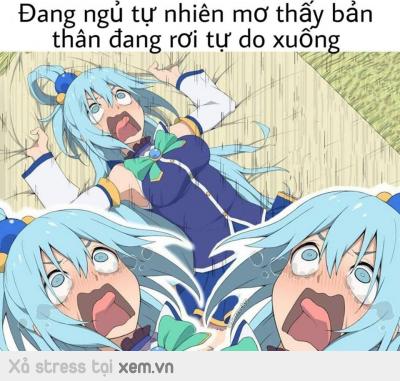 Đang ngủ tự nhiên mơ thấy bản
thân đang rơi tự do xuống
Xả stress tại xem.vn